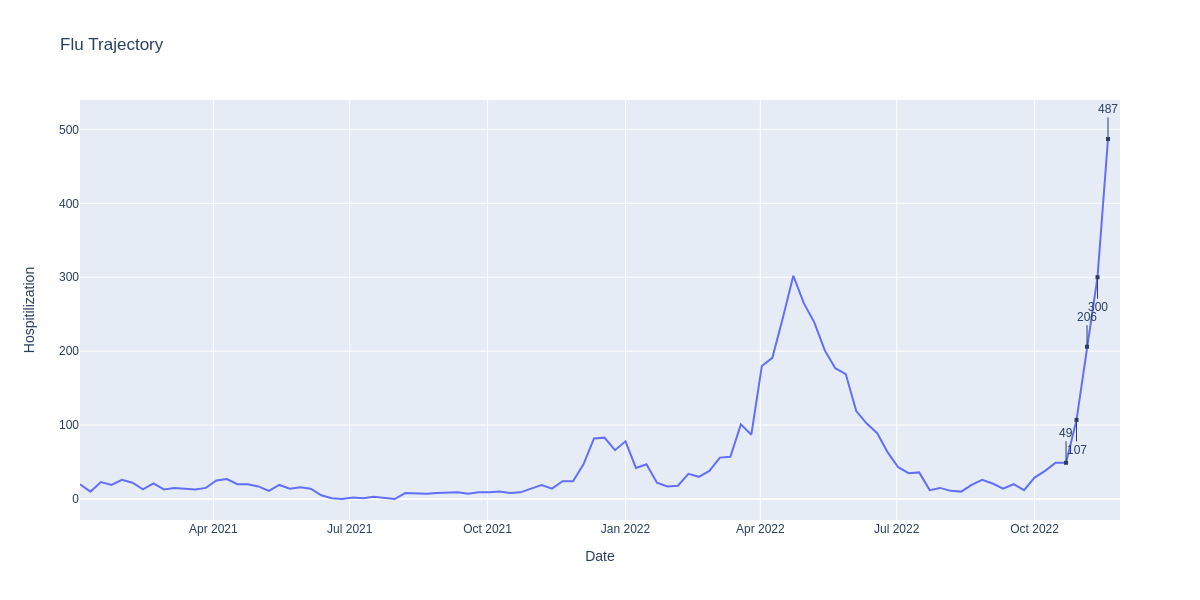 Flu Trajectory
Hospitilization
500
400
300
200
100
0
487
300
206
49
107
Apr 2021
Jul 2021
Oct 2021
Jan 2022
Apr 2022
Jul 2022
Oct 2022
Date